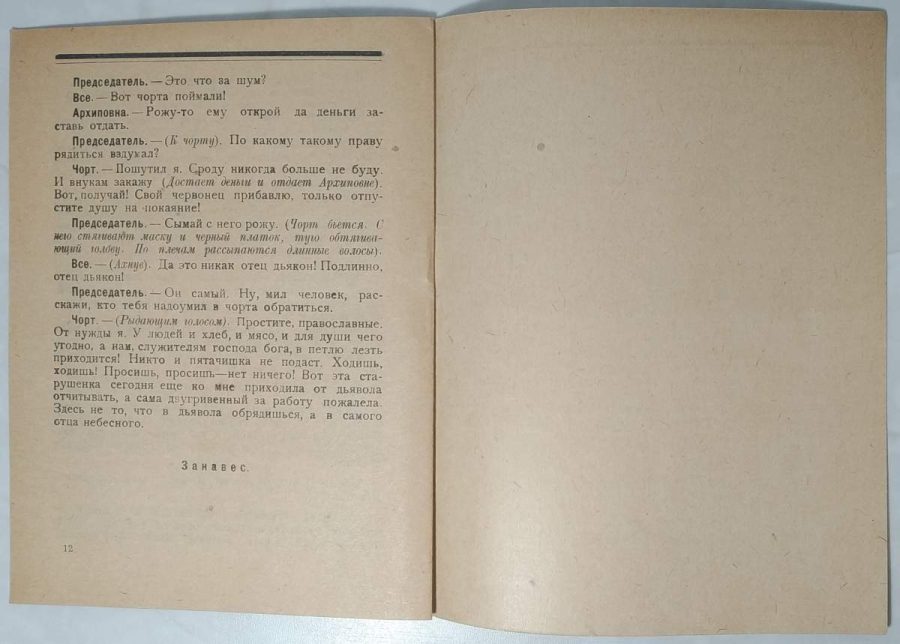 Председатель. — Это что за шум?
Все. — Вот чорта поймали!
Архиповна. — Рожу-то ему открой да деньги за-
ставь отдать.
Председатель. — (К чорту). По какому такому праву
рядиться вздумал?
Чорт. — Пошутил я. Сроду никогда больше не буду.
И внукам закажу (Достает деньги и отдает Архиповне).
Вот, получай! Свой червонец прибавлю, только отпу-
стите душу на покаяние!
Председатель. — Сымай с него рожу. (Чорт бьется. С
него стягивают маску и черный платок, туго обтягива-
ющий голову. По плечам рассыпаются длинные волосы).
Все. — (Ахнув). Да это никак отец дьякон! Подлинно,
отец дьякон!
Председатель. — Он самый. Ну, мил человек, рас-
скажи, кто тебя надоумил в чорта обратиться.
Чорт. — (Рыдающим голосом). Простите, православные.
От нужды я. У людей и хлеб, и мясо, и для души чего
угодно, а нам, служителям господа бога, в петлю лезть
приходится! Никто и пятачишка не подаст. Ходишь,
ходишь! Просишь, просишь—нет ничего! Вот эта ста-
рушенка сегодня еще ко мне приходила от дьявола
отчитывать, а сама двугривенный за работу пожалела.
Здесь не то, что в дьявола обрядишься, а в самого
отца небесного.
Занавес.
12